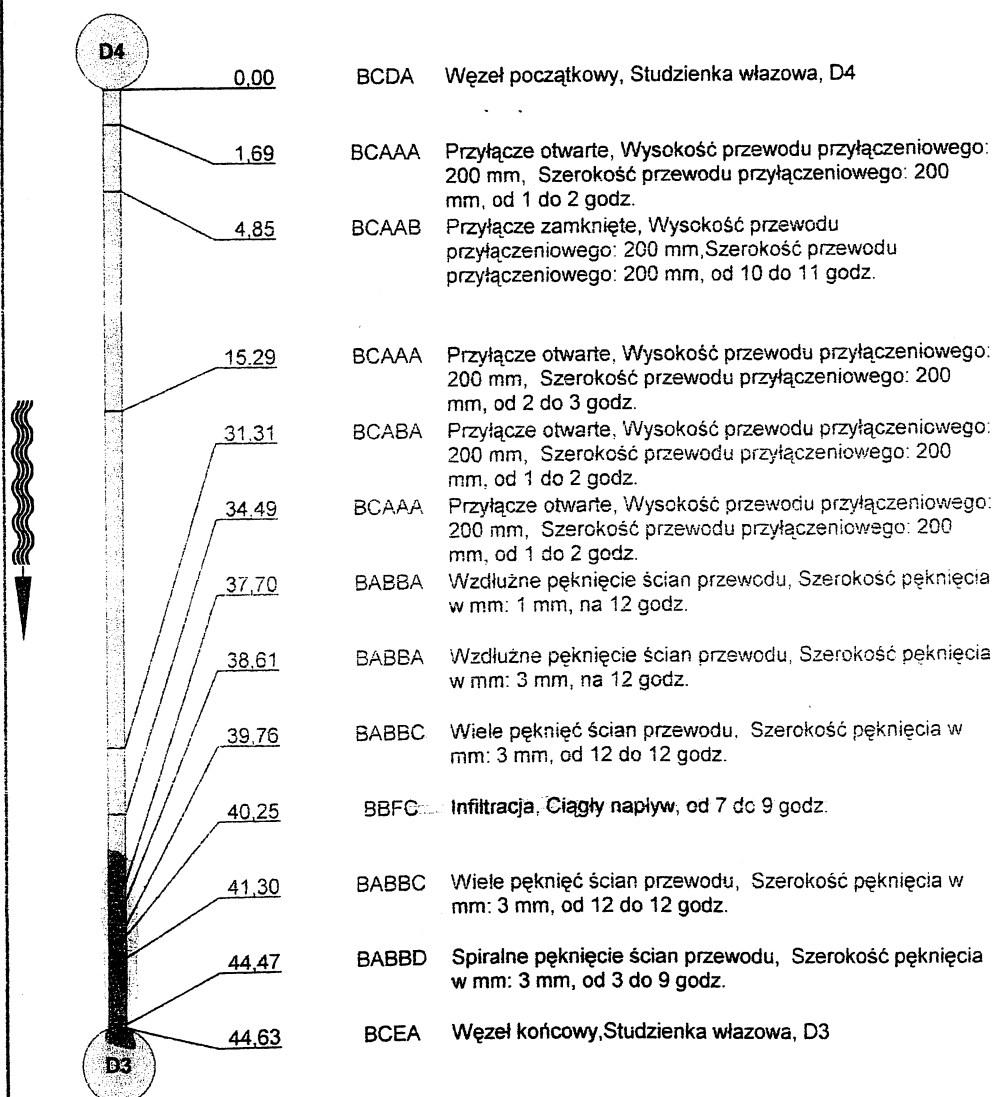 D4
0,00 BCDA Węzeł początkowy, Studzienka włazowa, D4
1,69 BCAAA Przyłącze otwarte, Wysokość przewodu przyłączeniowego:
200 mm, Szerokość przewodu przyłączeniowego: 200
mm, od 1 do 2 godz.
4,85 BCAAB Przyłącze zamknięte, Wysokość przewodu
przyłączeniowego: 200 mm,Szerokość przewodu
przyłączeniowego: 200 mm, od 10 do 11 godz.
15,29 BCAAA Przyłącze otwarte, Wysokość przewodu przyłączeniowego:
200 mm, Szerokość przewodu przyłączeniowego: 200
mm, od 2 do 3 godz.
31,31 BCABA Przyłącze otwarte, Wysokość przewodu przyłączeniowego:
200 mm, Szerokość przewodu przyłączeniowego: 200
mm, od 1 do 2 godz.
34,49 BCAAA Przyłącze otwarte, Wysokość przewodu przyłączeniowego:
200 mm, Szerokość przewodu przyłączeniowego: 200
mm, od 1 do 2 godz.
37,70 BABBA Wzdłużne pęknięcie ścian przewodu, Szerokość pęknięcia
w mm: 1 mm, na 12 godz.
38,61 BABBA Wzdłużne pęknięcie ścian przewodu, Szerokość pęknięcia
w mm: 3 mm, na 12 godz.
39,76 BABBC Wiele pęknięć ścian przewodu, Szerokość pęknięcia w
mm: 3 mm, od 12 do 12 godz.
40,25 BBFC Infiltracja, Ciągły napływ, od 7 do 9 godz.
41,30 BABBC Wiele pęknięć ścian przewodu, Szerokość pęknięcia w
mm: 3 mm, od 12 do 12 godz.
44,47 BABBD Spiralne pęknięcie ścian przewodu, Szerokość pęknięcia
w mm: 3 mm, od 3 do 9 godz.
44,63 BCEA Węzeł końcowy,Studzienka włazowa, D3
D3